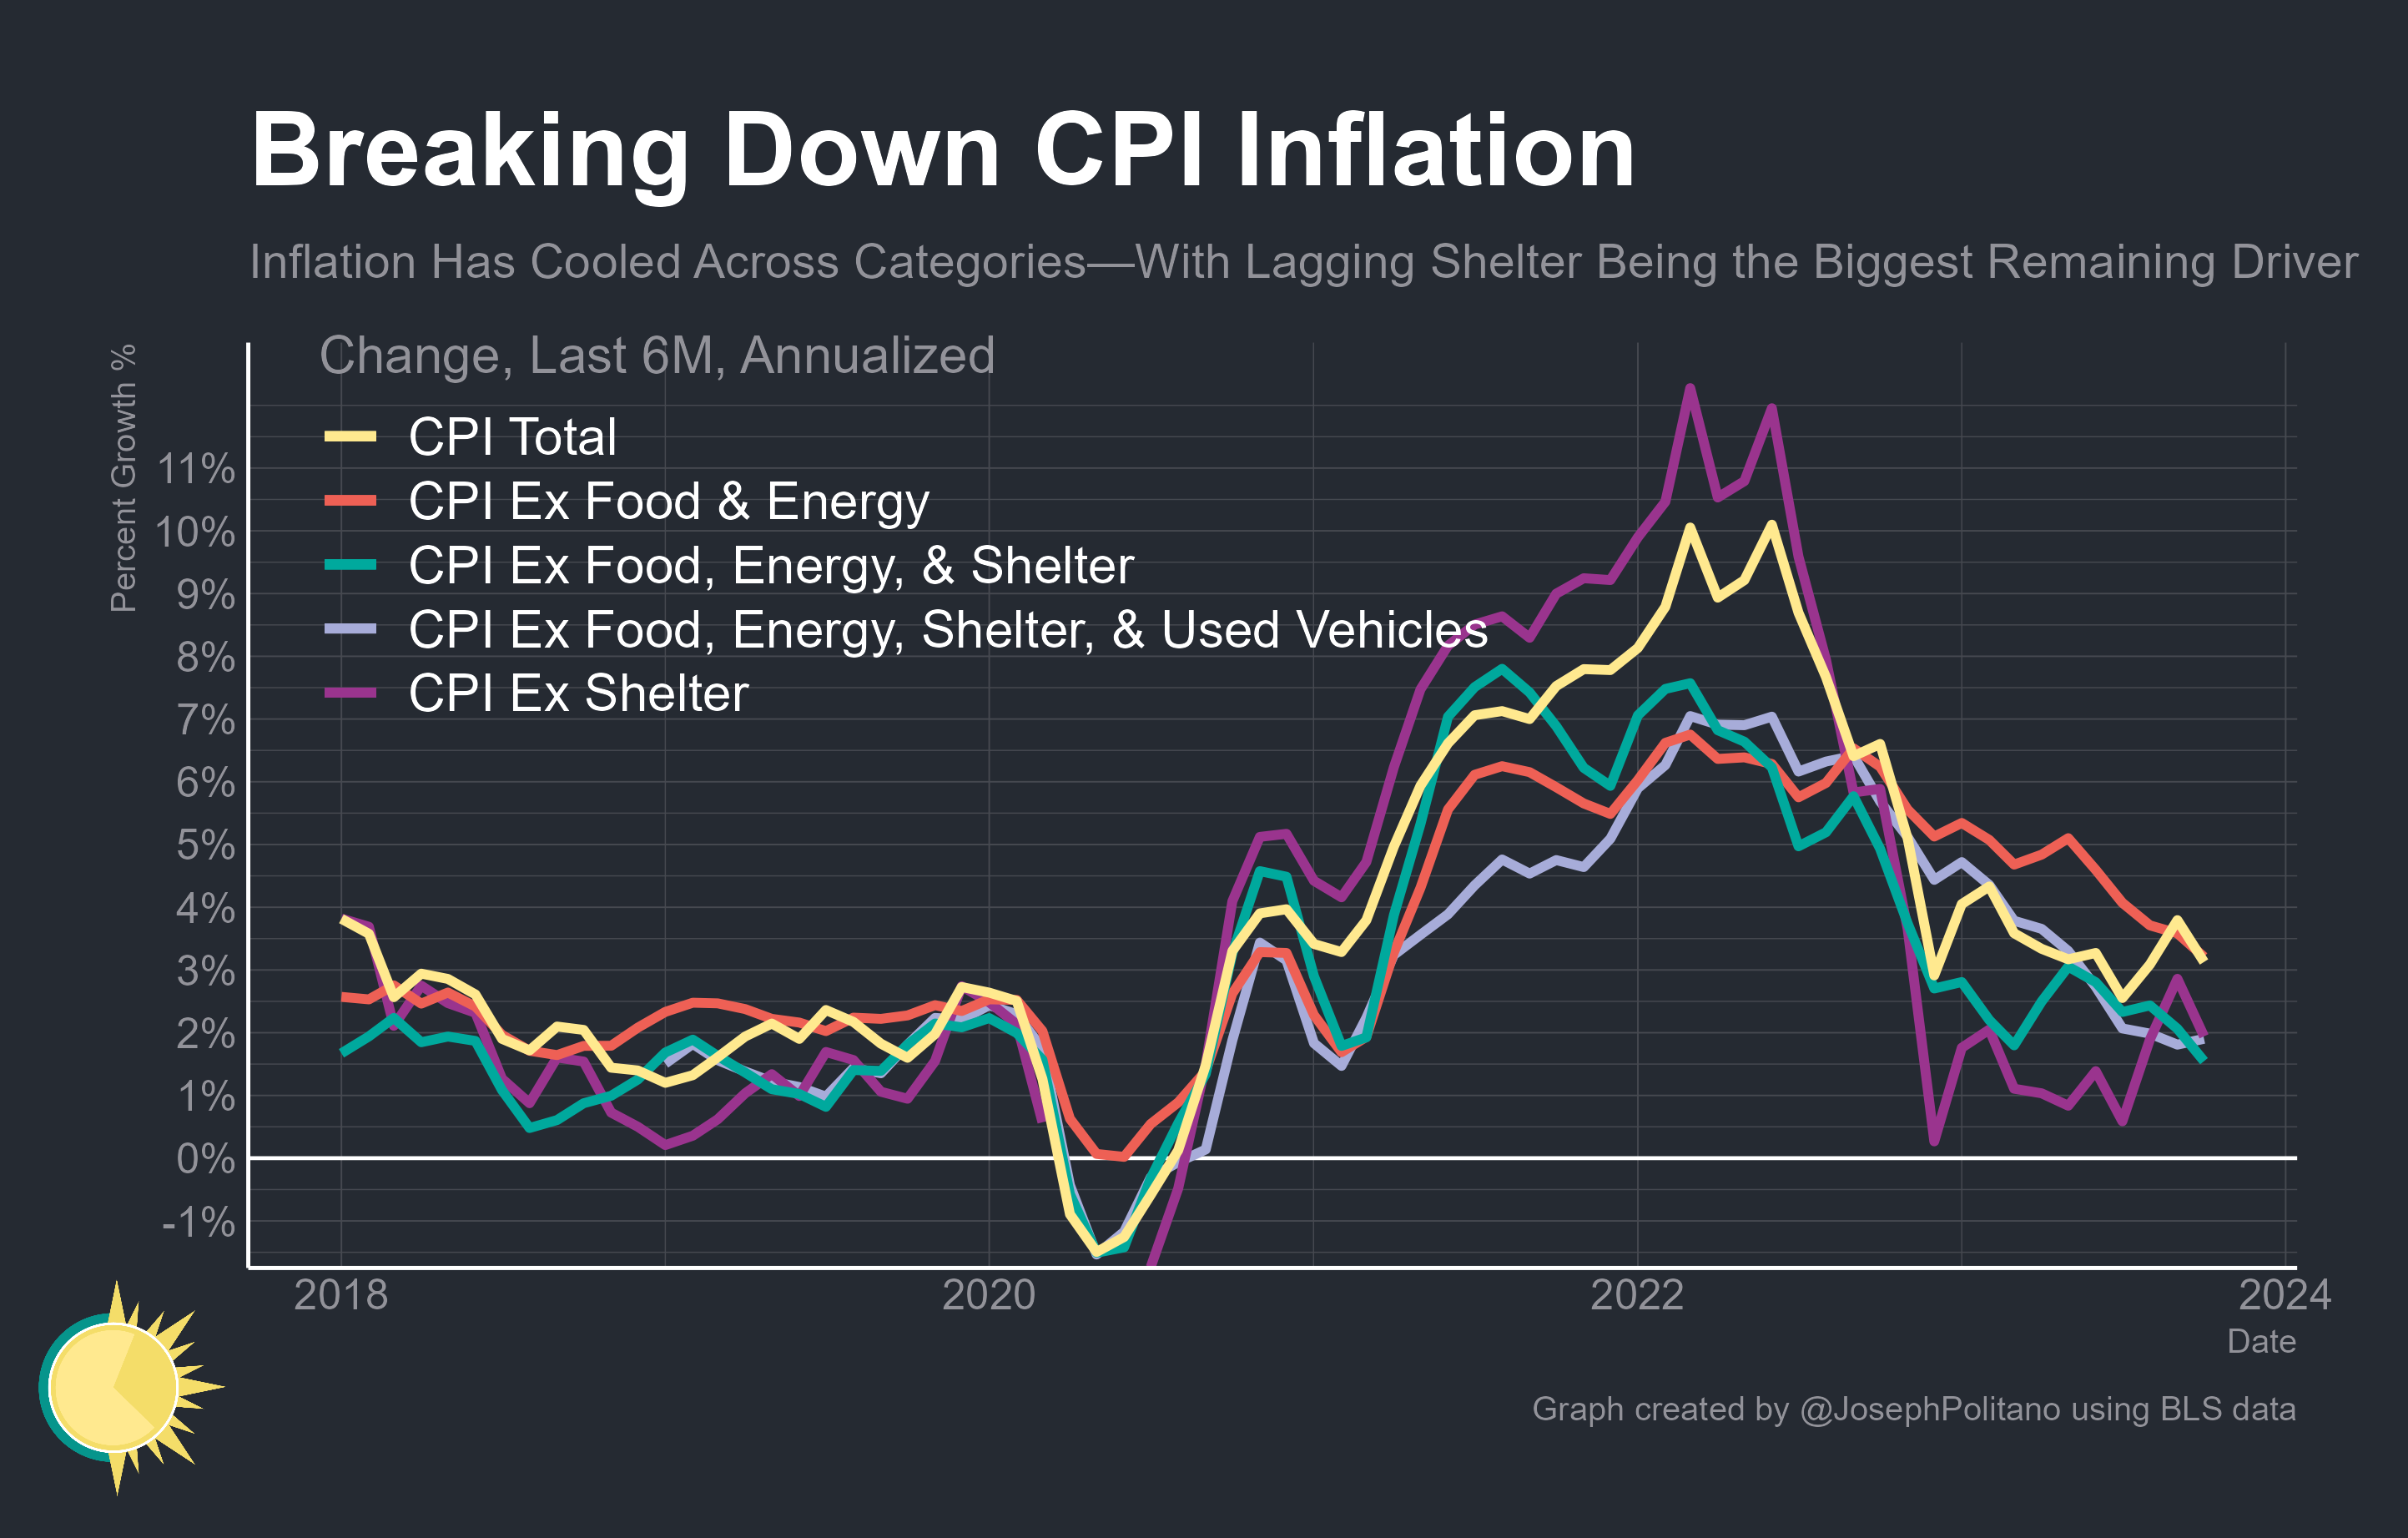 Breaking Down CPI Inflation
Inflation Has Cooled Across Categories—With Lagging Shelter Being the Biggest Remaining Driver
Percent Growth %
Change, Last 6M, Annualized
CPI Total
CPI Ex Food & Energy
CPI Ex Food, Energy, & Shelter
CPI Ex Food, Energy, Shelter, & Used Vehicles
CPI Ex Shelter
11%
10%
9%
8%
7%
6%
5%
4%
3%
2%
1%
0%
-1%
2018
2020
2022
2024
Date
Graph created by @JosephPolitano using BLS data